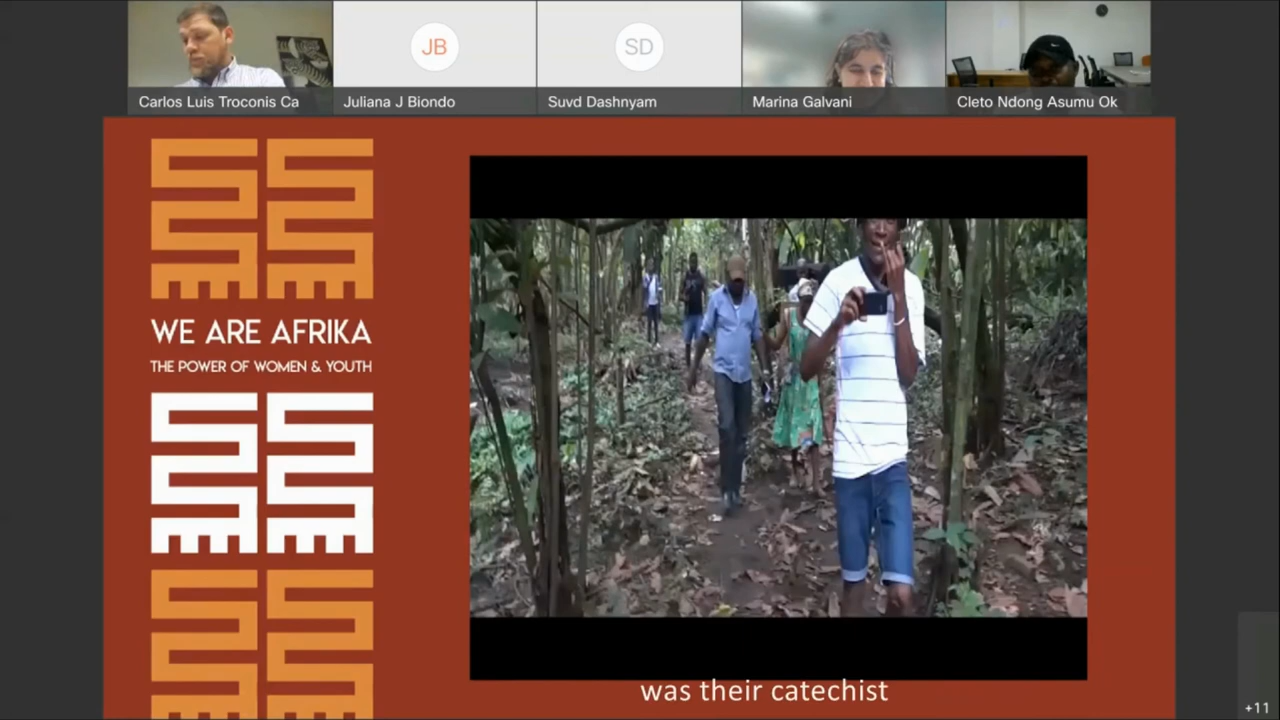 JB
SD
Carlos Luis Troconis Ca
Juliana J Biondo
Suvd Dashnyam
Marina Galvani
Cleto Ndong Asumu Ok
WE ARE AFRIKA
THE POWER OF WOMEN & YOUTH
was their catechist
+11